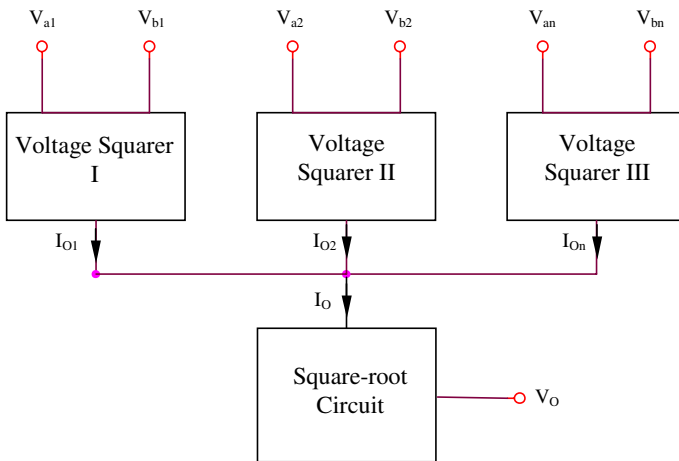 Va1 Vb1 Va2 Vb2 Van Vbn
Voltage Squarer
I
Voltage
Squarer II
Voltage
Squarer III
IO1 IO2 IOn
IO
Square-root
Circuit
VO